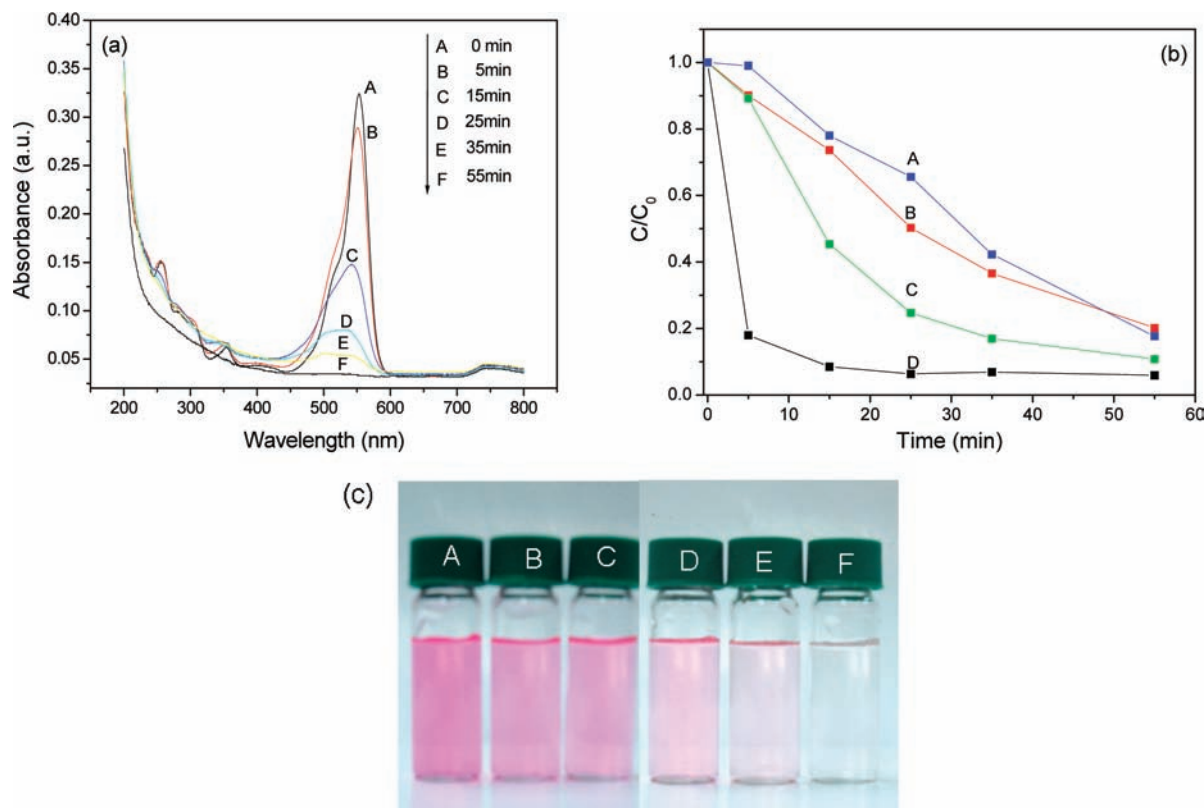 (a)
A 0 min
B 5min
C 15min
D 25min
E 35min
F 55min
A
B
C
D
E
F
0.40
0.35
0.30
0.25
0.20
0.15
0.10
0.05
Absorbance (a.u.)
200 300 400 500 600 700 800
Wavelength (nm)
(b)
1.0
0.8
0.6
0.4
0.2
0.0
C/C0
A
B
C
D
0 10 20 30 40 50 60
Time (min)
(c)
A B C D E F